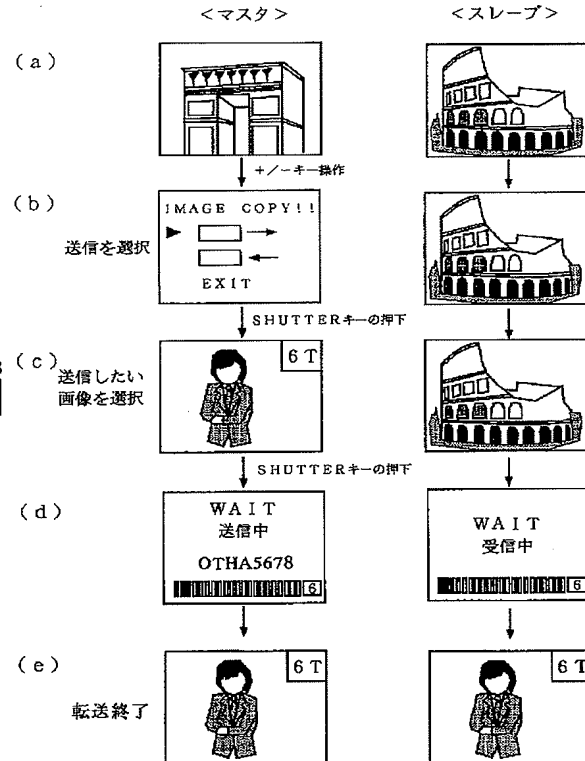 <マスタ> <スレーブ>
(a)
+/-キー操作
(b)
IMAGE COPY!!
送信を選択
EXIT
SHUTTERキーの押下
(c)
6T
送信したい
画像を選択
SHUTTERキーの押下
(d)
WAIT
送信中
OTHA5678
6
WAIT
受信中
6
(e)
6T
6T
転送終了